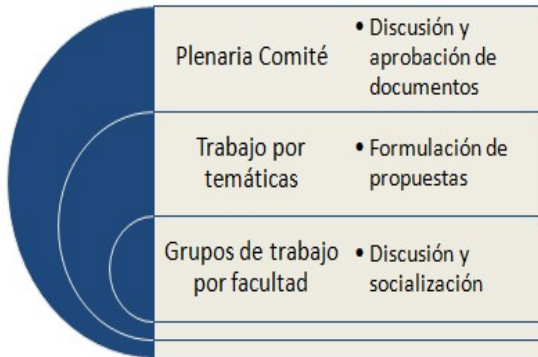 Plenaria Comité
• Discusión y
aprobación de
documentos
Trabajo por
temáticas
• Formulación de
propuestas
Grupos de trabajo
por facultad
• Discusión y
socialización